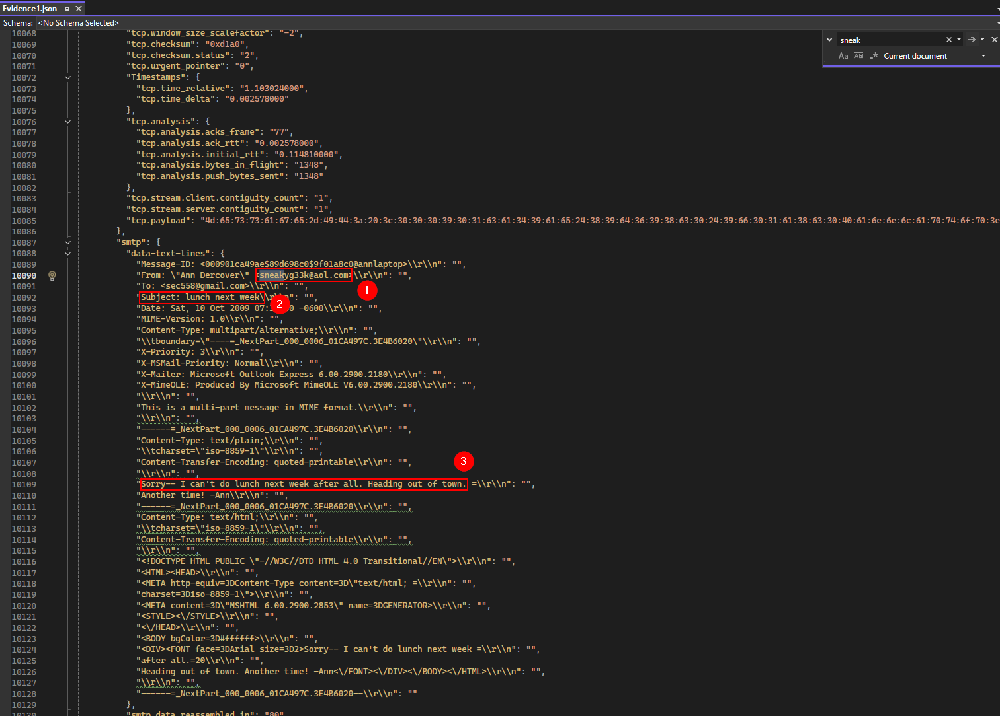 Evidence1.json
Schema: <No Schema Selected>
sneak
Aa Ab .* Current document
10068 "tcp.window_size_scalefactor": "-2",
10069 "tcp.checksum": "0xd1a0",
10070 "tcp.checksum.status": "2",
10071 "tcp.urgent_pointer": "0",
10072 "Timestamps": {
10073 "tcp.time_relative": "1.103024000",
10074 "tcp.time_delta": "0.002578000"
10075 },
10076 "tcp.analysis": {
10077 "tcp.analysis.acks_frame": "77",
10078 "tcp.analysis.ack_rtt": "0.002578000",
10079 "tcp.analysis.initial_rtt": "0.114810000",
10080 "tcp.analysis.bytes_in_flight": "1348",
10081 "tcp.analysis.push_bytes_sent": "1348"
10082 },
10083 "tcp.stream.client.contiguity_count": "1",
10084 "tcp.stream.server.contiguity_count": "1",
10085 "tcp.payload": "4d:65:73:73:61:67:65:2d:49:44:3a:20:3c:30:30:30:39:30:31:63:61:34:39:61:65:24:38:39:64:36:39:38:63:30:24:39:66:30:31:61:38:63:30:40:61:6e:6e:6c:61:70:74:6f:70:3e
10086 },
10087 "smtp": {
10088 "data-text-lines": {
10089 "Message-ID: <000901ca49ae$89d698c0$9f01a8c0@annlaptop>\\r\\n": "",
10090 "From: \"Ann Dercover\" <sneakyg33k@aol.com>\\r\\n": "",
10091 "To: <sec558@gmail.com>\\r\\n": "",
1
10092 "Subject: lunch next week\\r\\n": "",
2
10093 "Date: Sat, 10 Oct 2009 07: 0 -0600\\r\\n": "",
10094 "MIME-Version: 1.0\\r\\n": "",
10095 "Content-Type: multipart/alternative;\\r\\n": "",
10096 "\\tboundary=\"----=_NextPart_000_0006_01CA497C.3E4B6020\"\\r\\n": "",
10097 "X-Priority: 3\\r\\n": "",
10098 "X-MSMail-Priority: Normal\\r\\n": "",
10099 "X-Mailer: Microsoft Outlook Express 6.00.2900.2180\\r\\n": "",
10100 "X-MimeOLE: Produced By Microsoft MimeOLE V6.00.2900.2180\\r\\n": "",
10101 "\\r\\n": "",
10102 "This is a multi-part message in MIME format.\\r\\n": "",
10103 "\\r\\n": "",
10104 "------=_NextPart_000_0006_01CA497C.3E4B6020\\r\\n": "",
10105 "Content-Type: text/plain;\\r\\n": "",
10106 "\\tcharset=\"iso-8859-1\"\\r\\n": "",
10107 "Content-Transfer-Encoding: quoted-printable\\r\\n": "",
3
10108 "\\r\\n": "",
10109 "Sorry-- I can't do lunch next week after all. Heading out of town. =\\r\\n": "",
10110 "Another time! -Ann\\r\\n": "",
10111 "------=_NextPart_000_0006_01CA497C.3E4B6020\\r\\n": "",
10112 "Content-Type: text/html;\\r\\n": "",
10113 "\\tcharset=\"iso-8859-1\"\\r\\n": "",
10114 "Content-Transfer-Encoding: quoted-printable\\r\\n": "",
10115 "\\r\\n": "",
10116 "<!DOCTYPE HTML PUBLIC \"-//W3C//DTD HTML 4.0 Transitional//EN\">\\r\\n": "",
10117 "<HTML><HEAD>\\r\\n": "",
10118 "<META http-equiv=3DContent-Type content=3D\"text/html; =\\r\\n": "",
10119 "charset=3Diso-8859-1\">\\r\\n": "",
10120 "<META content=3D\"MSHTML 6.00.2900.2853\" name=3DGENERATOR>\\r\\n": "",
10121 "<STYLE><\/STYLE>\\r\\n": "",
10122 "<\/HEAD>\\r\\n": "",
10123 "<BODY bgColor=3D#ffffff>\\r\\n": "",
10124 "<DIV><FONT face=3DArial size=3D2>Sorry-- I can't do lunch next week =\\r\\n": "",
10125 "after all.=20\\r\\n": "",
10126 "Heading out of town. Another time! -Ann<\/FONT><\/DIV><\/BODY><\/HTML>\\r\\n": "",
10127 "\\r\\n": "",
10128 "------=_NextPart_000_0006_01CA497C.3E4B6020--\\r\\n": ""
10129 },
10130 "smtp.data.reassembled_in": "80"